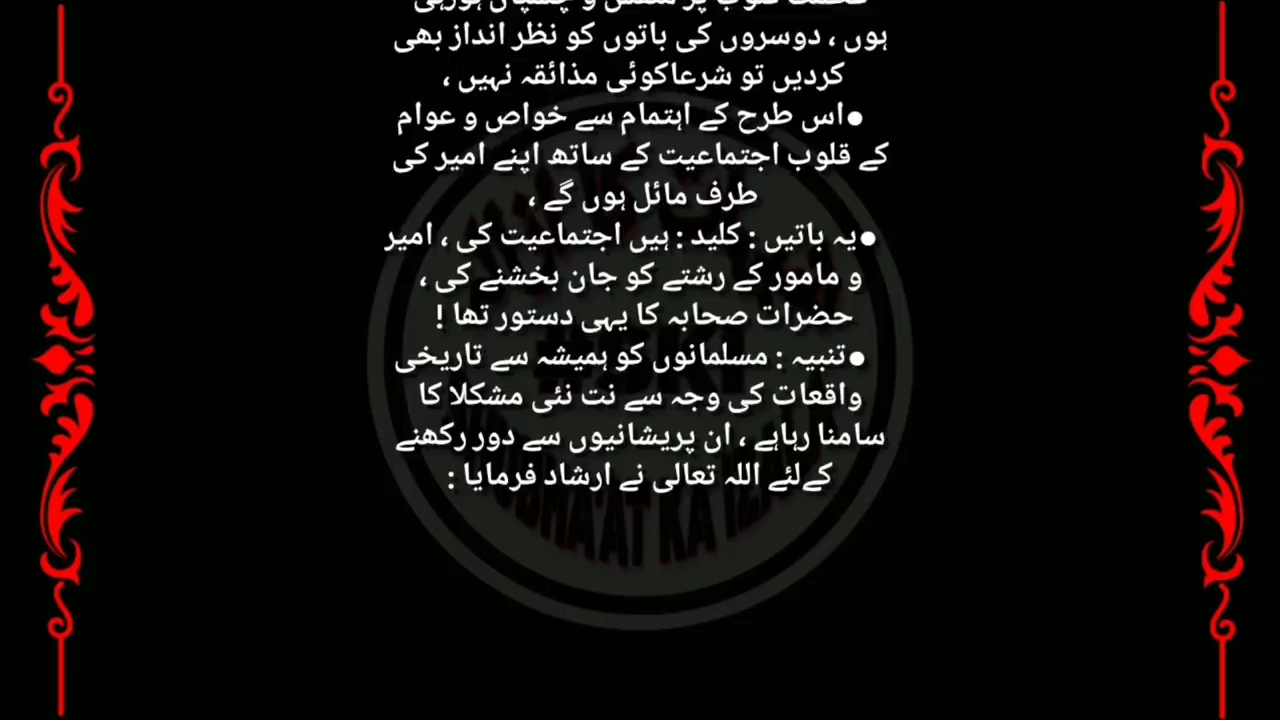 ہوں ، دوسروں کی باتوں کو نظر انداز بھی
کردیں تو شرعاکوئی مذائقہ نہیں ،
●اس طرح کے اہتمام سے خواص و عوام
کے قلوب اجتماعیت کے ساتھ اپنے امیر کی
طرف مائل ہوں گے ،
●یہ باتیں : کلید : ہیں اجتماعیت کی ، امیر
و مامور کے رشتے کو جان بخشنے کی ،
حضرات صحابہ کا یہی دستور تھا !
●تنبیہ : مسلمانوں کو ہمیشہ سے تاریخی
واقعات کی وجہ سے نت نئی مشکلا کا
سامنا رہاہے ، ان پریشانیوں سے دور رکھنے
کےلئے اللہ تعالی نے ارشاد فرمایا :
KA